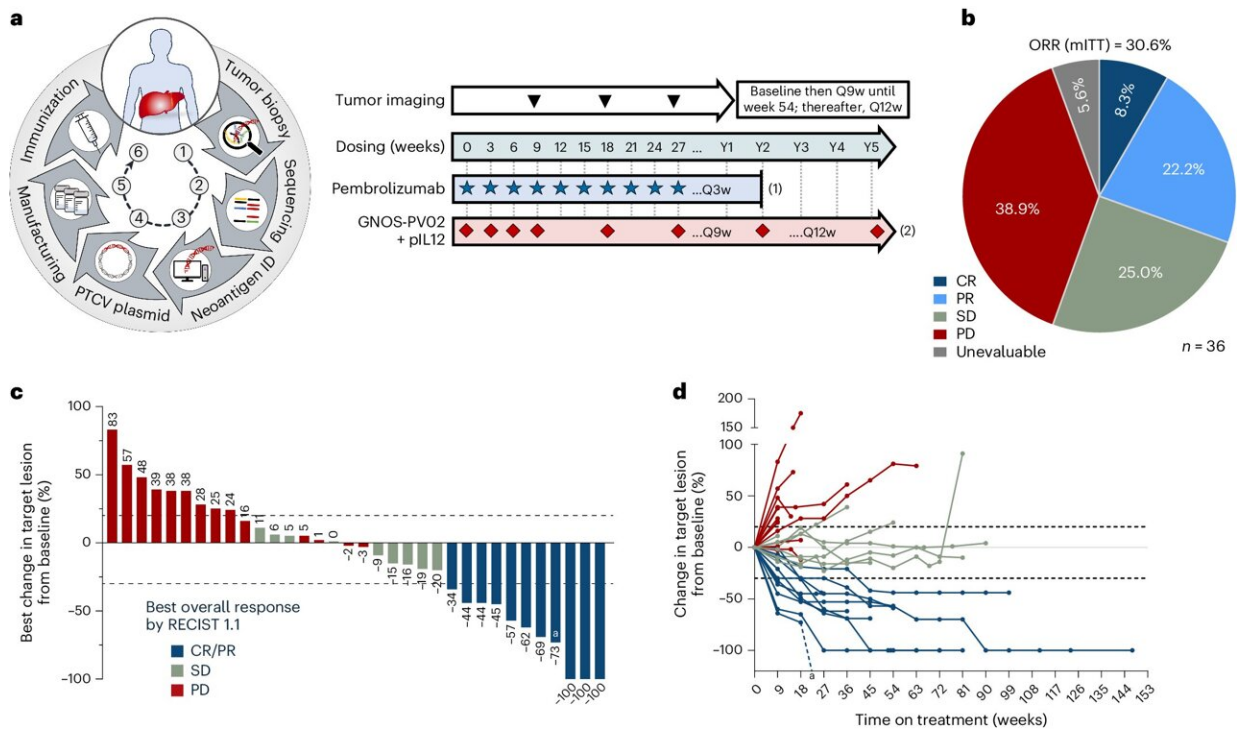 a
Tumor biopsy
Sequencing
Neoantigen ID
PTCV plasmid
Manufacturing
Immunization
1
2
3
4
5
6
Tumor imaging
Baseline then Q9w until
week 54; thereafter, Q12w
Dosing (weeks)
0 3 6 9 12 15 18 21 24 27 ... Y1 Y2 Y3 Y4 Y5
Pembrolizumab
...Q3w
(1)
GNOS-PV02
+ pIL12
...Q9w
....Q12w
(2)
b
ORR (mITT) = 30.6%
5.6%
8.3%
22.2%
25.0%
38.9%
CR
PR
SD
PD
Unevaluable
n = 36
c
Best change in target lesion
from baseline (%)
100
50
0
−50
−100
83
57
48
39
38
38
28
25
24
16
11
6
5
5
1
0
−2
−3
−9
−15
−16
−19
−20
−34
−44
−44
−45
−57
−62
−69
−73
a
−100
−100
−100
Best overall response
by RECIST 1.1
CR/PR
SD
PD
d
Change in target lesion
from baseline (%)
200
150
100
50
0
−50
−100
a
0 9 18 27 36 45 54 63 72 81 90 99 108 117 126 135 144 153
Time on treatment (weeks)